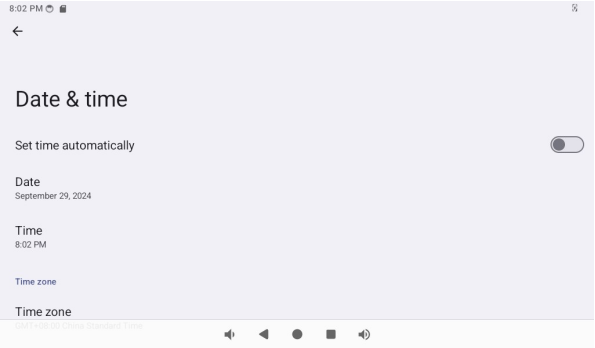 8:02 PM
Date & time
Set time automatically
Date
September 29, 2024
Time
8:02 PM
Time zone
Time zone
GMT+08:00 China Standard Time